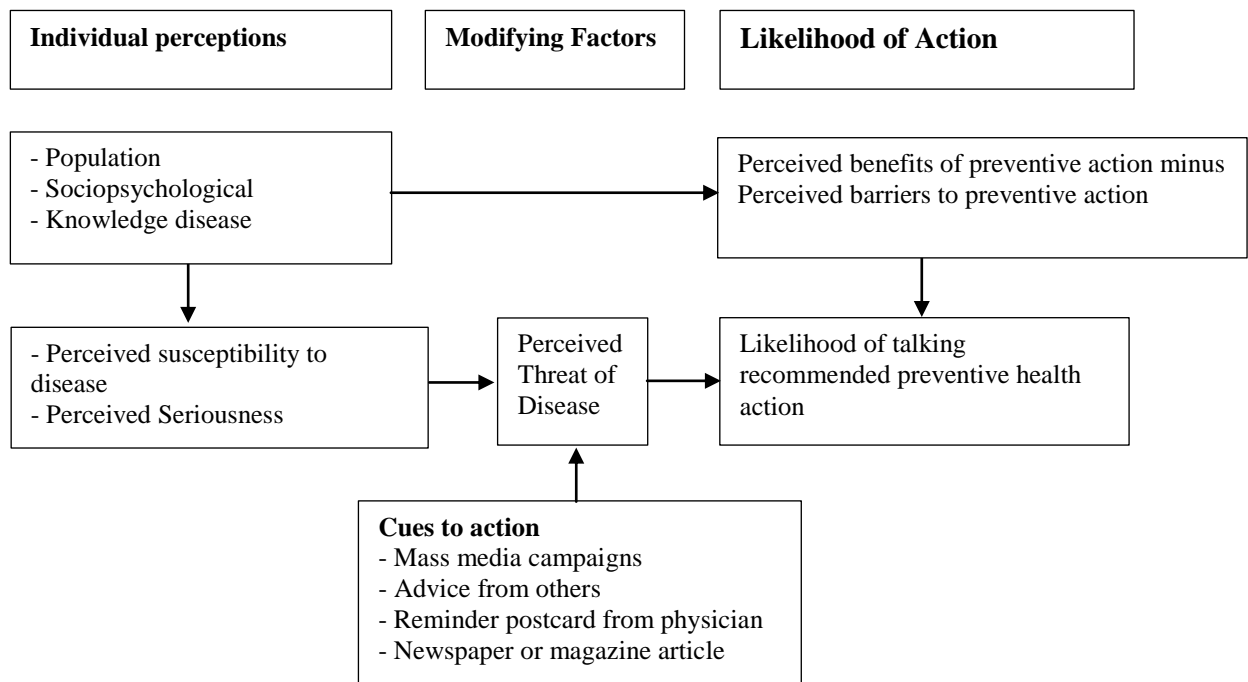 Individual perceptions
Modifying Factors
Likelihood of Action
- Population
- Sociopsychological
- Knowledge disease
Perceived benefits of preventive action minus
Perceived barriers to preventive action
- Perceived susceptibility to
disease
- Perceived Seriousness
Perceived
Threat of
Disease
Likelihood of talking
recommended preventive health
action
Cues to action
- Mass media campaigns
- Advice from others
- Reminder postcard from physician
- Newspaper or magazine article